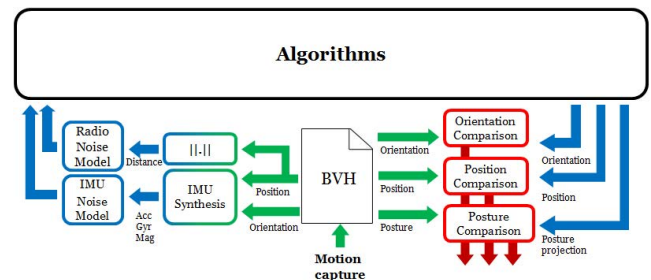 Algorithms
Radio
Noise
Model
Distance
||.||
IMU
Noise
Model
Acc
Gyr
Mag
IMU
Synthesis
Position
Orientation
BVH
Motion
capture
Orientation
Position
Posture
Orientation
Comparison
Position
Comparison
Posture
Comparison
Orientation
Position
Posture
projection